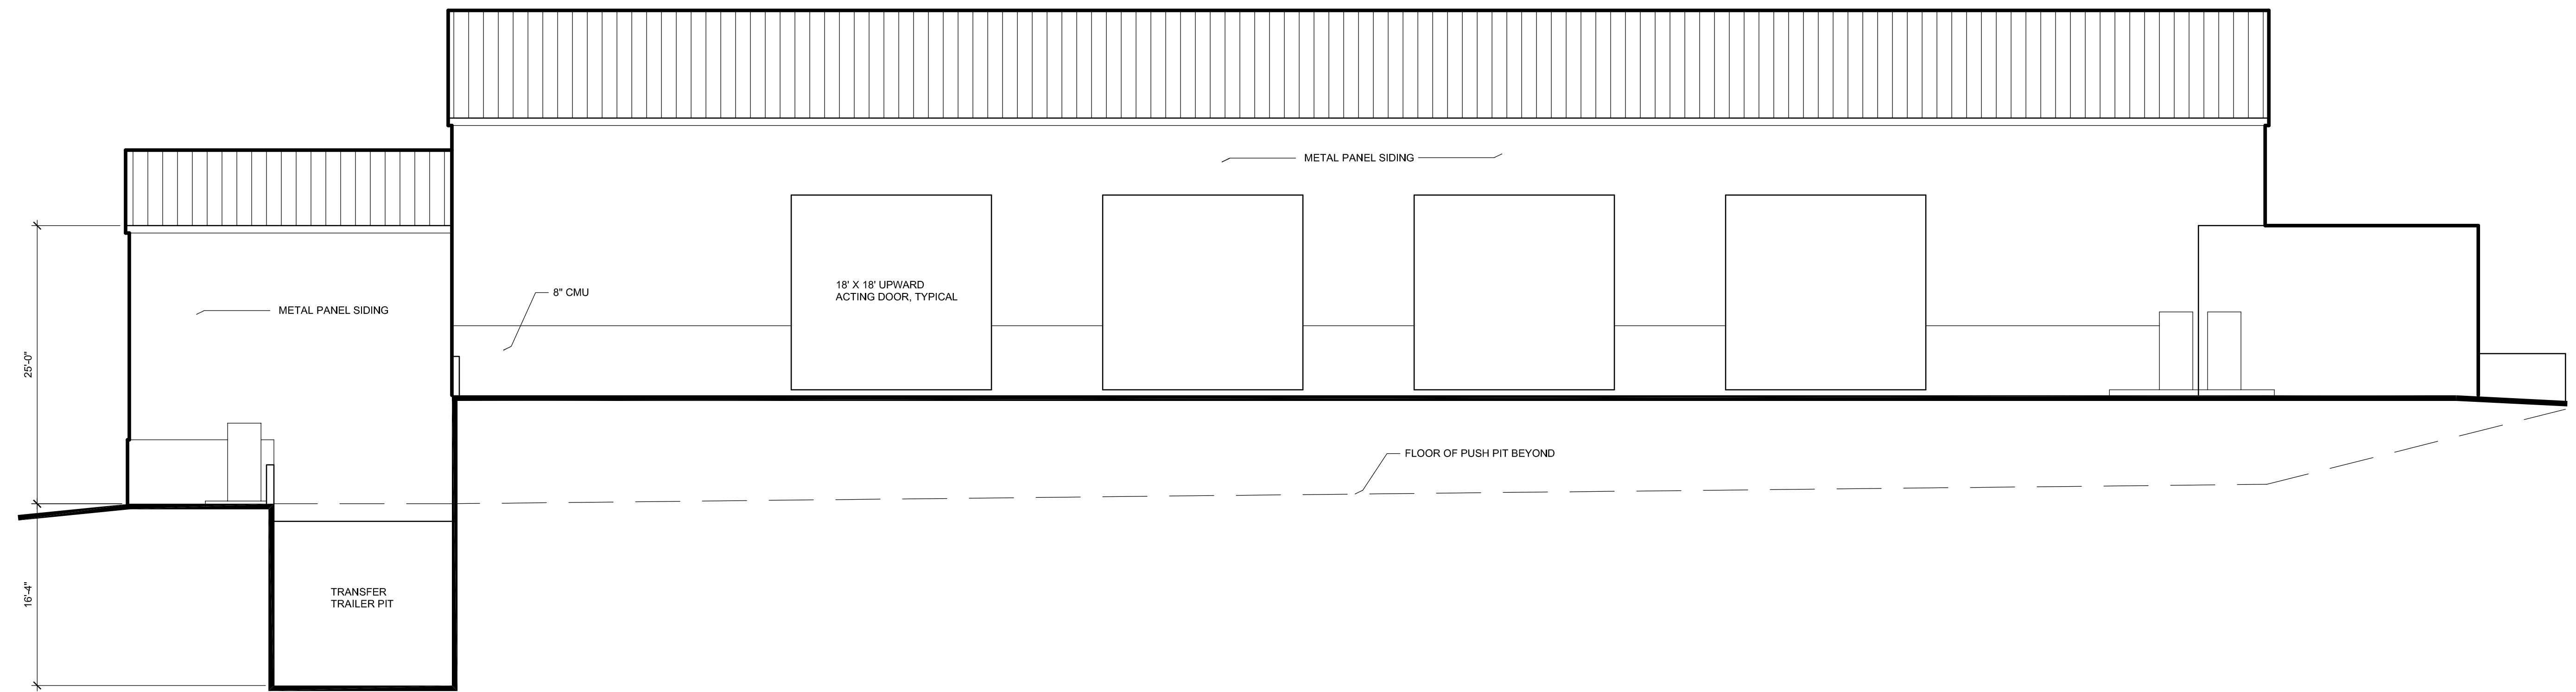 METAL PANEL SIDING
18' X 18' UPWARD
ACTING DOOR, TYPICAL
8" CMU
METAL PANEL SIDING
25'-0"
FLOOR OF PUSH PIT BEYOND
16'-4"
TRANSFER
TRAILER PIT